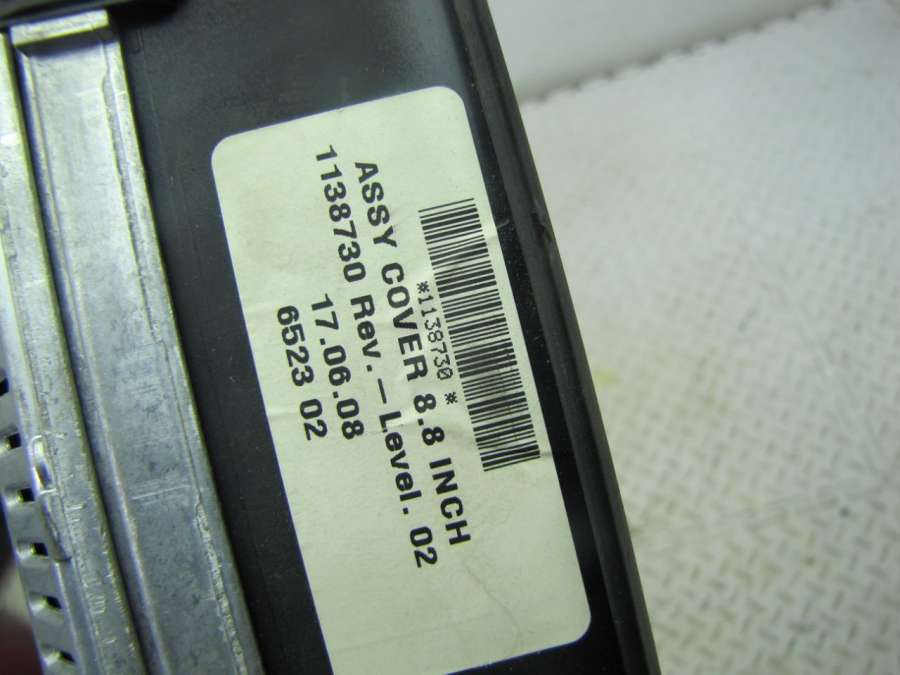 *1138730 *
ASSY COVER 8.8 INCH
1138730 Rev. – Level. 02
17.06.08
6523 02